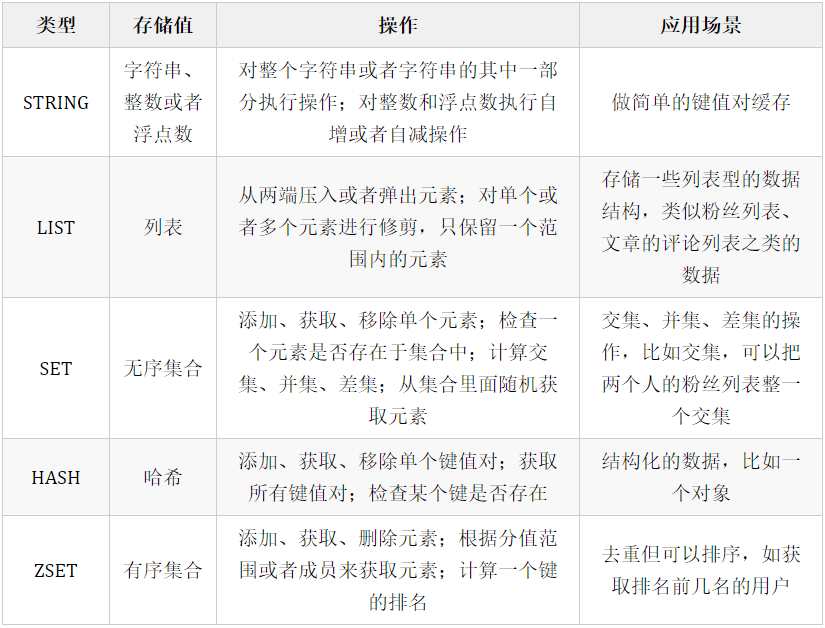 类型 存储值 操作 应用场景
STRING
字符串、
整数或者
浮点数
对整个字符串或者字符串的其中一部
分执行操作；对整数和浮点数执行自
增或者自减操作
做简单的键值对缓存
LIST
列表
从两端压入或者弹出元素；对单个或
者多个元素进行修剪，只保留一个范
围内的元素
存储一些列表型的数据
结构，类似粉丝列表、
文章的评论列表之类的
数据
SET
无序集合
添加、获取、移除单个元素；检查一
个元素是否存在于集合中；计算交
集、并集、差集；从集合里面随机获
取元素
交集、并集、差集的操
作，比如交集，可以把
两个人的粉丝列表整一
个交集
HASH
哈希
添加、获取、移除单个键值对；获取
所有键值对；检查某个键是否存在
结构化的数据，比如一
个对象
ZSET
有序集合
添加、获取、删除元素；根据分值范
围或者成员来获取元素；计算一个键
的排名
去重但可以排序，如获
取排名前几名的用户